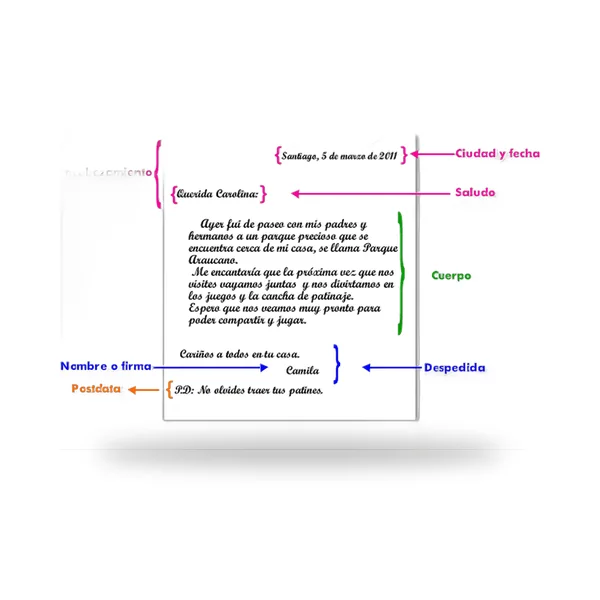 Santiago, 5 de marzo de 2011
Ciudad y fecha
Querida Carolina:
Saludo
Ayer fui de paseo con mis padres y
hermanos a un parque precioso que se
encuentra cerca de mi casa, se llama Parque
Araucano.
Me encantaría que la próxima vez que nos
visites vayamos juntas y nos divirtamos en
los juegos y la cancha de patinaje.
Espero que nos veamos muy pronto para
poder compartir y jugar.
Cuerpo
Cariños a todos en tu casa.
Nombre o firma
Camila
Despedida
Postdata
P.D: No olvides traer tus patines.